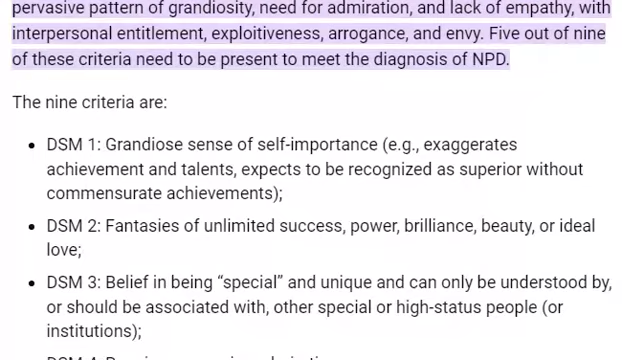 pervasive pattern of grandiosity, need for admiration, and lack of empathy, with
interpersonal entitlement, exploitiveness, arrogance, and envy. Five out of nine
of these criteria need to be present to meet the diagnosis of NPD.
The nine criteria are:
• DSM 1: Grandiose sense of self-importance (e.g., exaggerates
achievement and talents, expects to be recognized as superior without
commensurate achievements);
• DSM 2: Fantasies of unlimited success, power, brilliance, beauty, or ideal
love;
• DSM 3: Belief in being “special” and unique and can only be understood by,
or should be associated with, other special or high-status people (or
institutions);